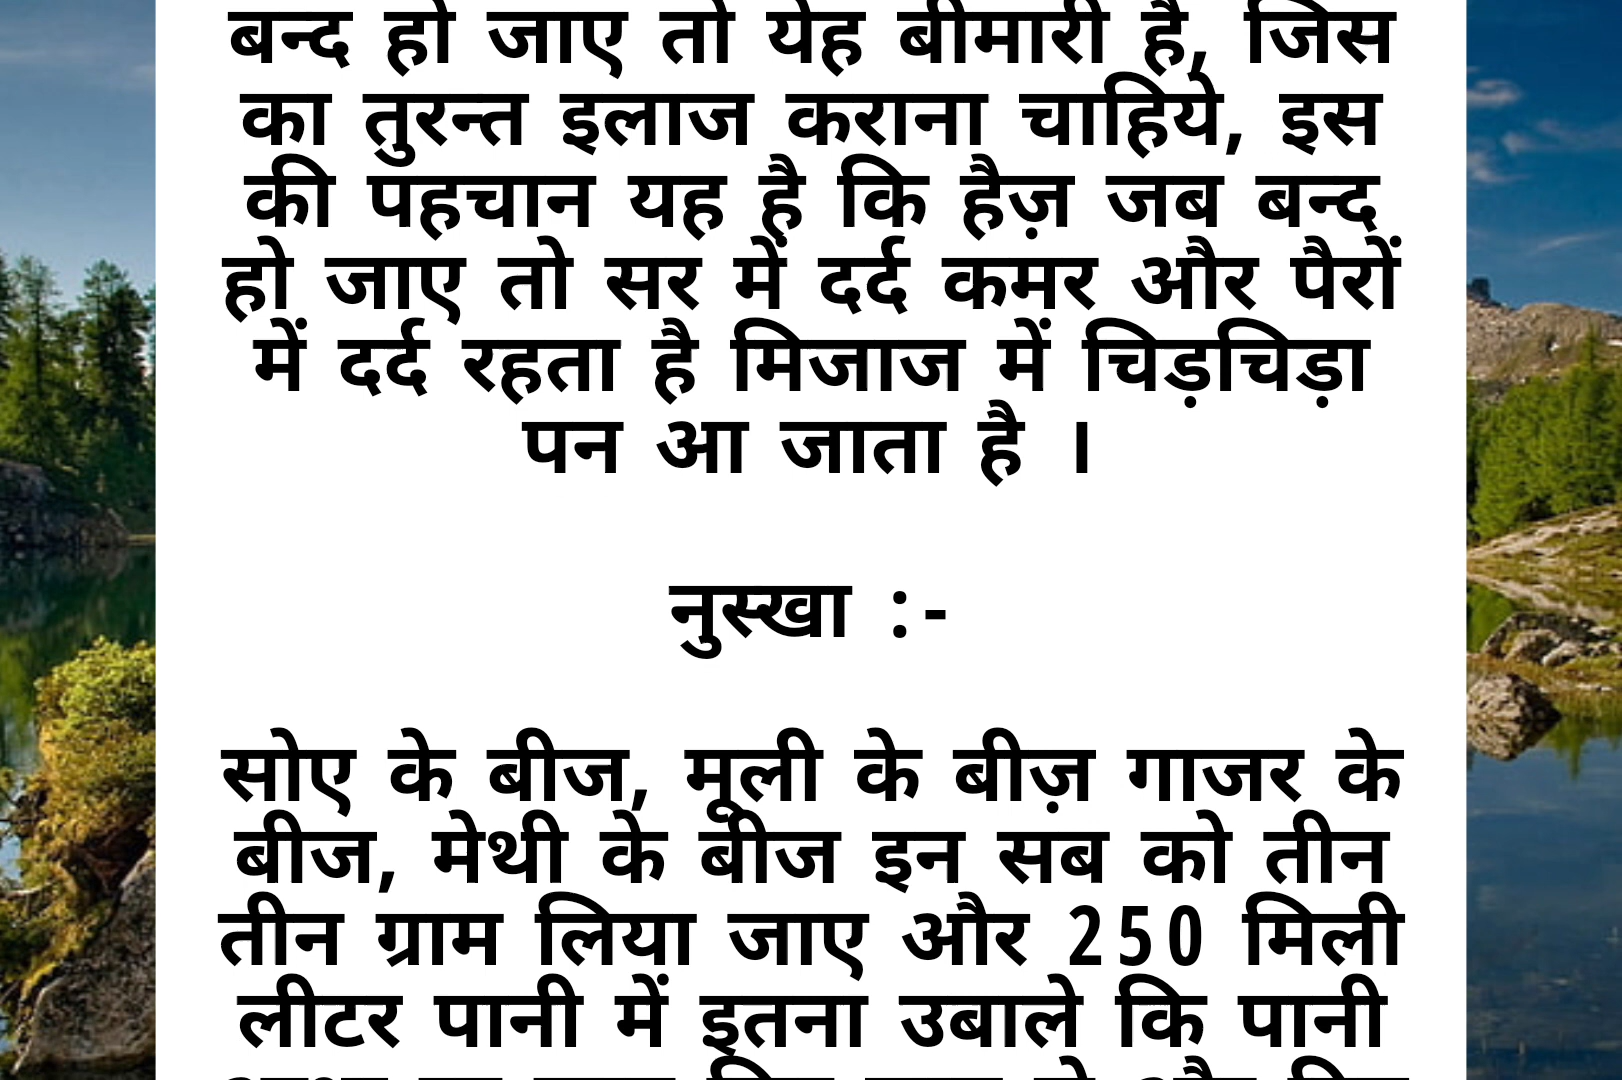 बन्द हो जाए तो येह बीमारी है, जिस
का तुरन्त इलाज कराना चाहिये, इस
की पहचान यह है कि हैज़ जब बन्द
हो जाए तो सर में दर्द कमर और पैरों
में दर्द रहता है मिजाज में चिड़चिड़ा
पन आ जाता है ।
नुस्खा :-
सोए के बीज, मूली के बीज़ गाजर के
बीज, मेथी के बीज इन सब को तीन
तीन ग्राम लिया जाए और 250 मिली
लीटर पानी में इतना उबाले कि पानी